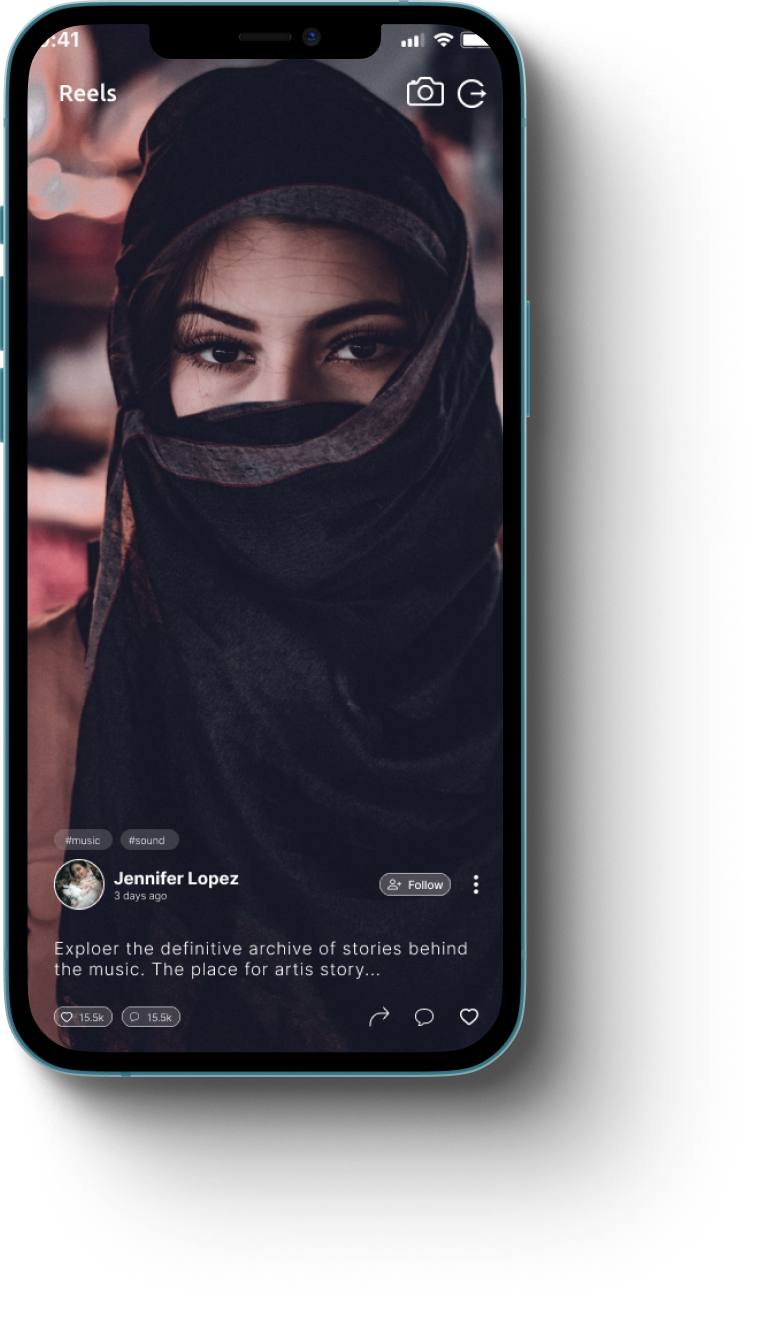 :41
Reels
#music
#sound
Jennifer Lopez
Follow
3 days ago
Exploer the definitive archive of stories behind
the music. The place for artis story...
15.5k
15.5k